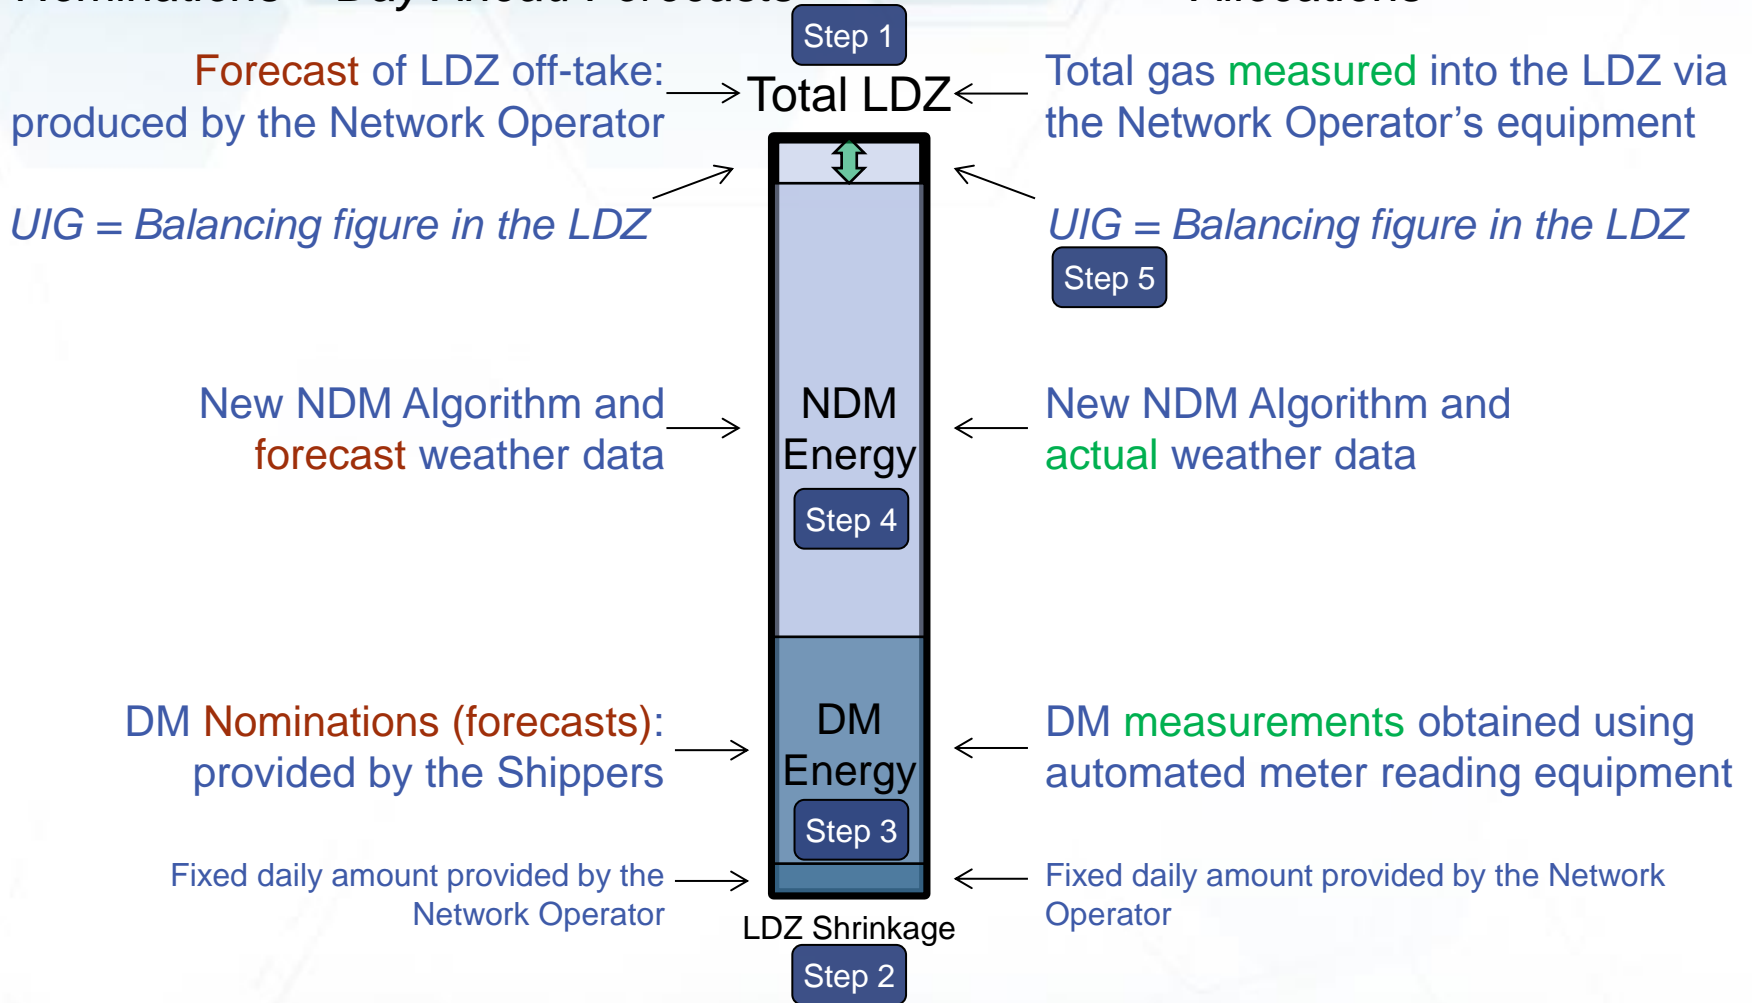 Nominations – Day Ahead Forecasts
Allocations
Step 1
Forecast of LDZ off-take:
produced by the Network Operator
Total LDZ
Total gas measured into the LDZ via
the Network Operator’s equipment
UIG = Balancing figure in the LDZ
UIG = Balancing figure in the LDZ
Step 5
New NDM Algorithm and
forecast weather data
NDM
Energy
Step 4
New NDM Algorithm and
actual weather data
DM Nominations (forecasts):
provided by the Shippers
DM
Energy
Step 3
DM measurements obtained using
automated meter reading equipment
Fixed daily amount provided by the
Network Operator
Fixed daily amount provided by the Network
Operator
LDZ Shrinkage
Step 2